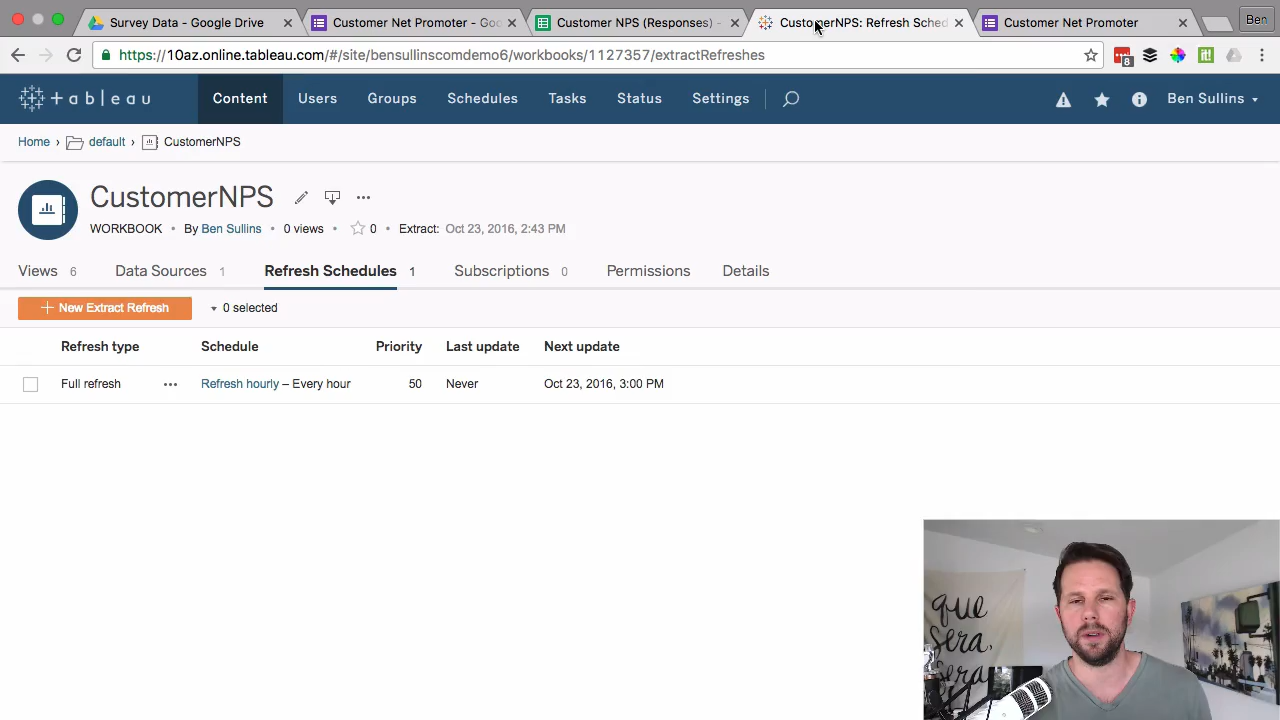 Survey Data - Google Drive
Customer Net Promoter - Goo
Customer NPS (Responses) -
CustomerNPS: Refresh Sched
Customer Net Promoter
Ben
https://10az.online.tableau.com/#/site/bensullinscomdemo6/workbooks/1127357/extractRefreshes
8
it!
tableau
Content
Users
Groups
Schedules
Tasks
Status
Settings
Ben Sullins
Home › default › CustomerNPS
CustomerNPS
WORKBOOK • By Ben Sullins • 0 views • 0 • Extract: Oct 23, 2016, 2:43 PM
Views 6
Data Sources 1
Refresh Schedules 1
Subscriptions 0
Permissions
Details
New Extract Refresh
0 selected
Refresh type
Schedule
Priority
Last update
Next update
Full refresh
Refresh hourly – Every hour
50
Never
Oct 23, 2016, 3:00 PM
que
sera,
sera